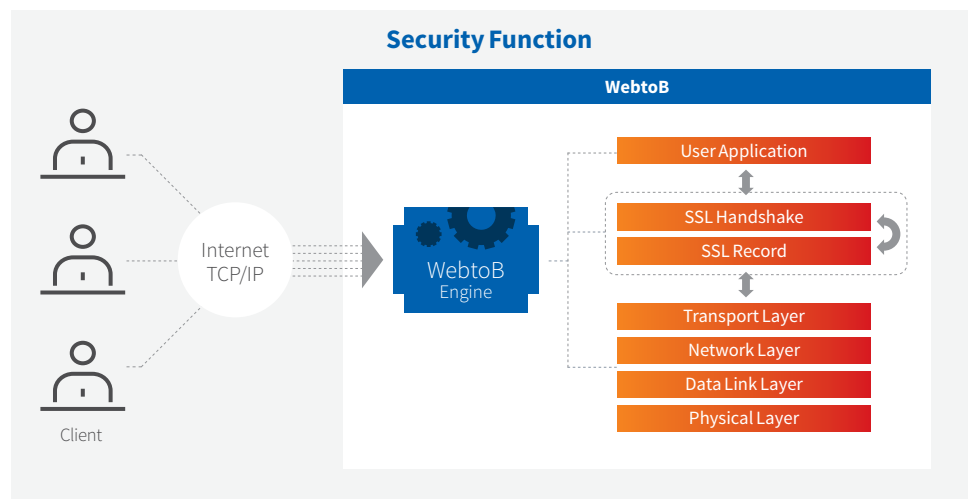 Security Function
WebtoB
Client
Internet
TCP/IP
WebtoB
Engine
User Application
SSL Handshake
SSL Record
Transport Layer
Network Layer
Data Link Layer
Physical Layer